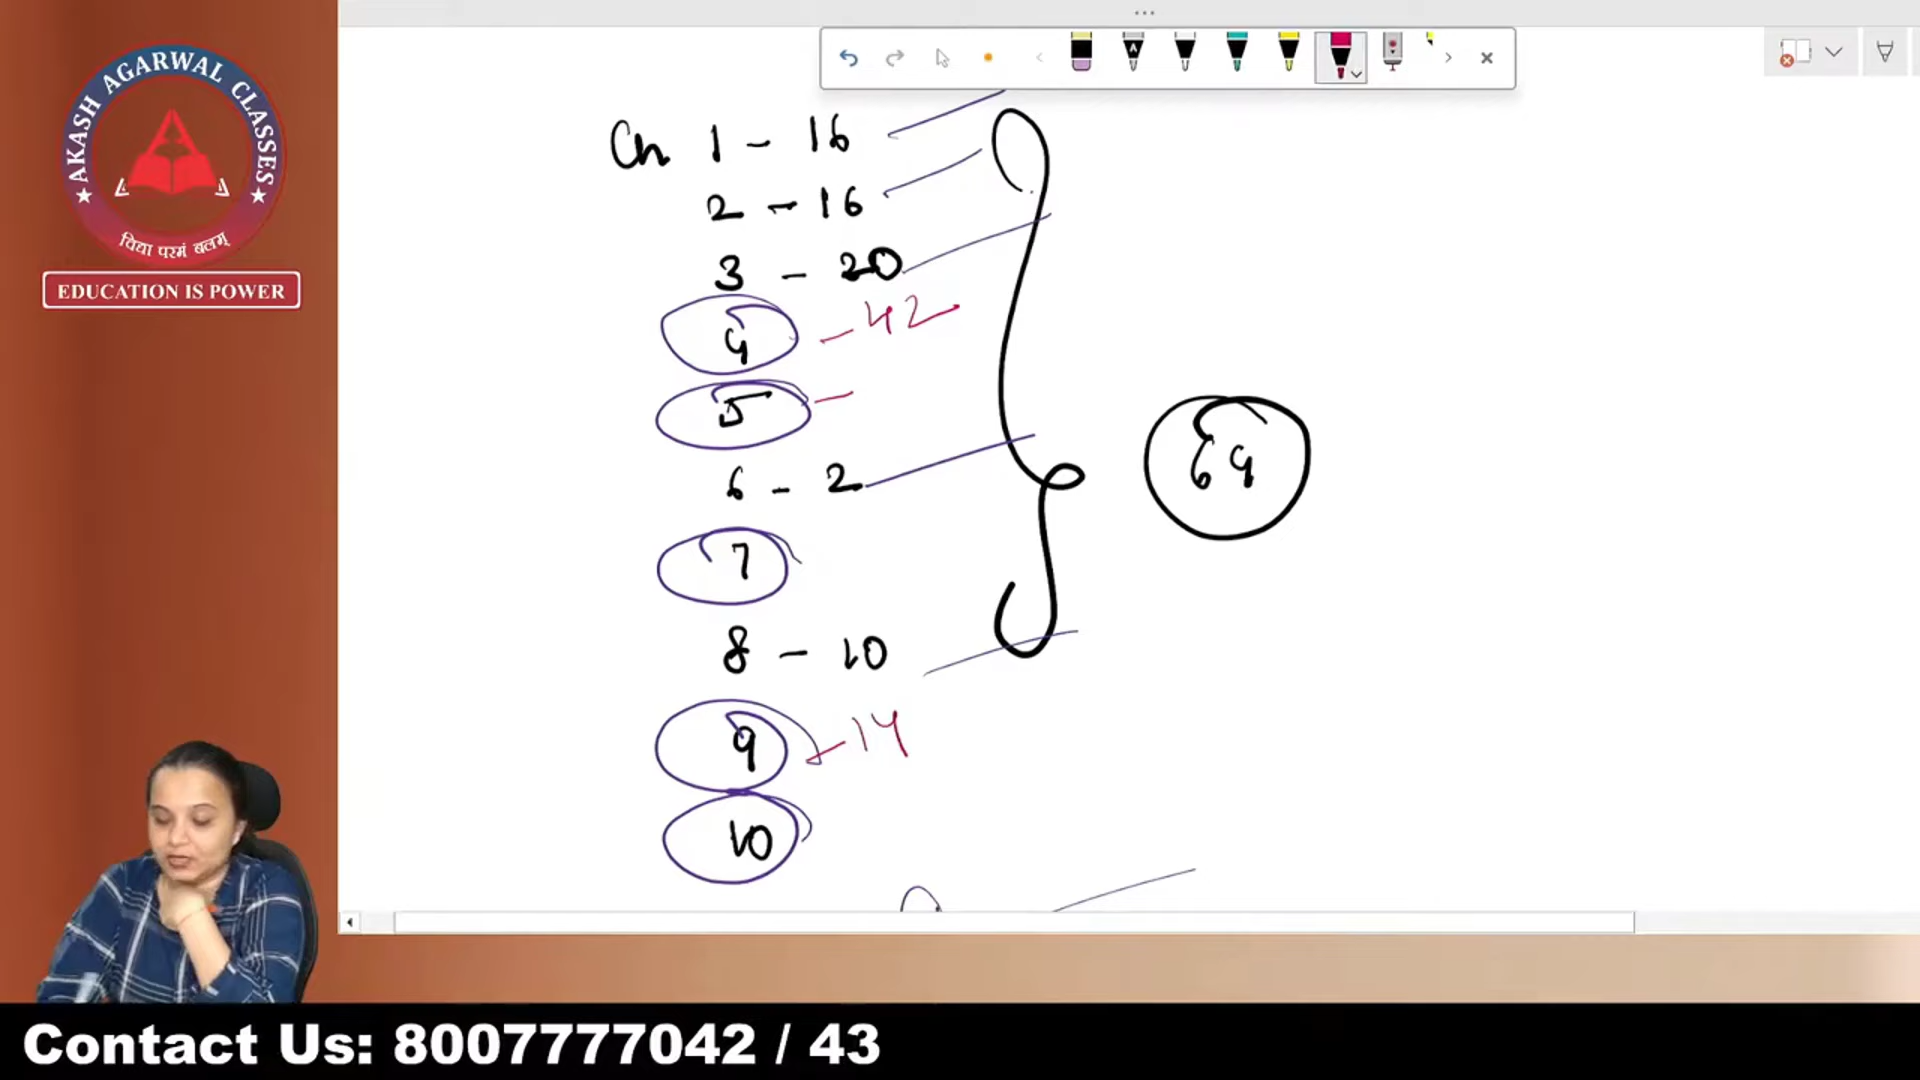 AKASH AGARWAL CLASSES
विद्या परमं बलम्
EDUCATION IS POWER
A
Ch 1 - 16
2 - 16
3 - 20
4 - 42
5 -
6 - 2
7
8 - 10
9 - 14
10
64
Contact Us: 8007777042 / 43